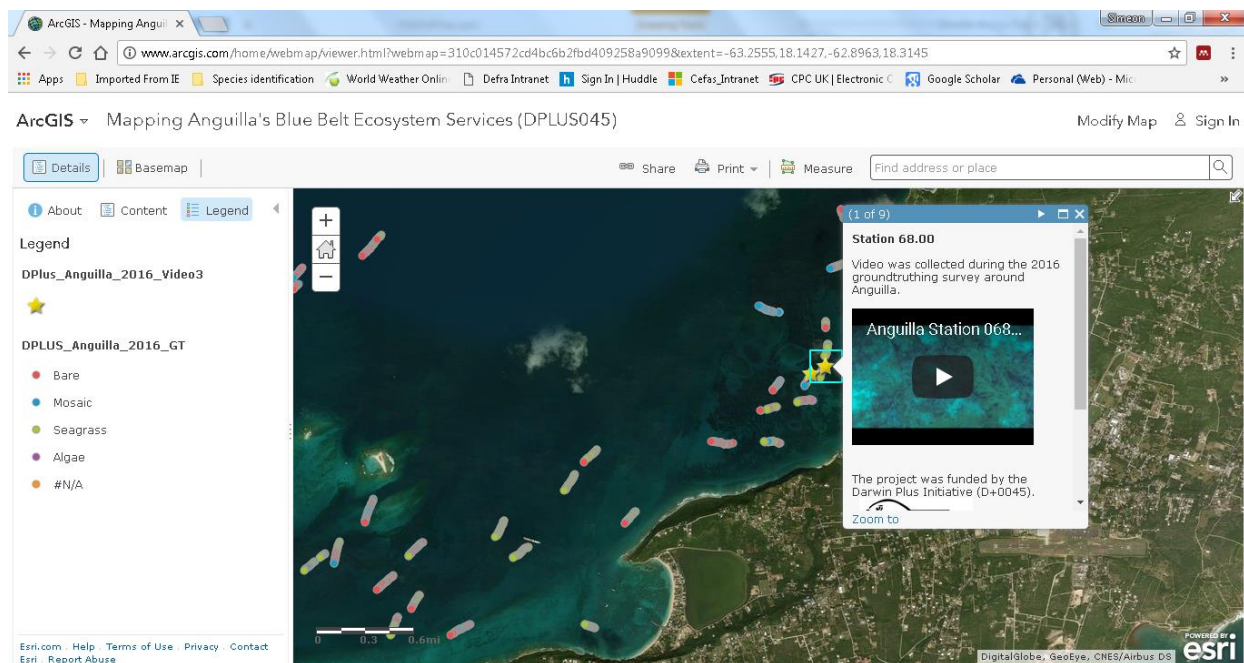 ArcGIS - Mapping Anguil
Simeon
www.arcgis.com/home/webmap/viewer.html?webmap=310c014572cd4bc6b2fbd409258a9099&extent=-63.2555,18.1427,-62.8963,18.3145
Apps Imported From IE Species identification World Weather Onlin Defra Intranet h Sign In | Huddle Cefas_Intranet CPC UK | Electronic C Google Scholar Personal (Web) - Mic »
ArcGIS Mapping Anguilla's Blue Belt Ecosystem Services (DPLUS045) Modify Map Sign In
Details Basemap Share Print Measure Find address or place
About Content Legend
Legend
DPlus_Anguilla_2016_Video3
DPLUS_Anguilla_2016_GT
Bare
Mosaic
Seagrass
Algae
#N/A
Esri.com . Help . Terms of Use . Privacy . Contact
Esri . Report Abuse
+
−
(1 of 9)
Station 68.00
Video was collected during the 2016
groundtruthing survey around
Anguilla.
Anguilla Station 068...
The project was funded by the
Darwin Plus Initiative (D+0045).
Zoom to
0 0.3 0.6mi
DigitalGlobe, GeoEye, CNES/Airbus DS
POWERED BY
esri